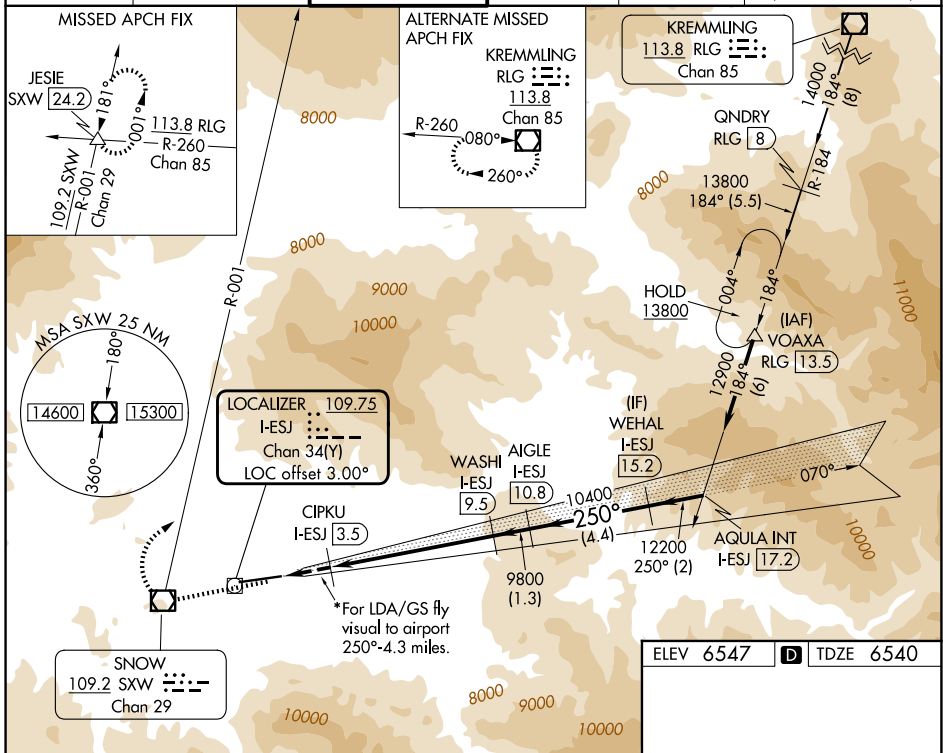 MISSED APCH FIX
JESIE
SXW 24.2
181°
001°
113.8 RLG
R-260
Chan 85
109.2 SXW
R-001
Chan 29
ALTERNATE MISSED
APCH FIX
KREMMLING
RLG
113.8
Chan 85
R-260
080°
260°
KREMMLING
113.8 RLG
Chan 85
14000
184°
(8)
QNDRY
RLG 8
R-184
13800
184° (5.5)
8000
8000
8000
9000
10000
11000
R-001
HOLD
13800
004°
184°
(IAF)
VOAXA
RLG 13.5
12900
184°
(6)
MSA SXW 25 NM
180°
14600
15300
360°
LOCALIZER 109.75
I-ESJ
Chan 34(Y)
LOC offset 3.00°
(IF)
WEHAL
I-ESJ
15.2
AIGLE
I-ESJ
10.8
WASHI
I-ESJ
9.5
CIPKU
I-ESJ 3.5
10400
250°
(4.4)
070°
12200
250° (2)
AQULA INT
I-ESJ 17.2
10000
9800
(1.3)
*For LDA/GS fly
visual to airport
250°-4.3 miles.
SNOW
109.2 SXW
Chan 29
ELEV 6547
D
TDZE 6540
8000
9000
10000
10000